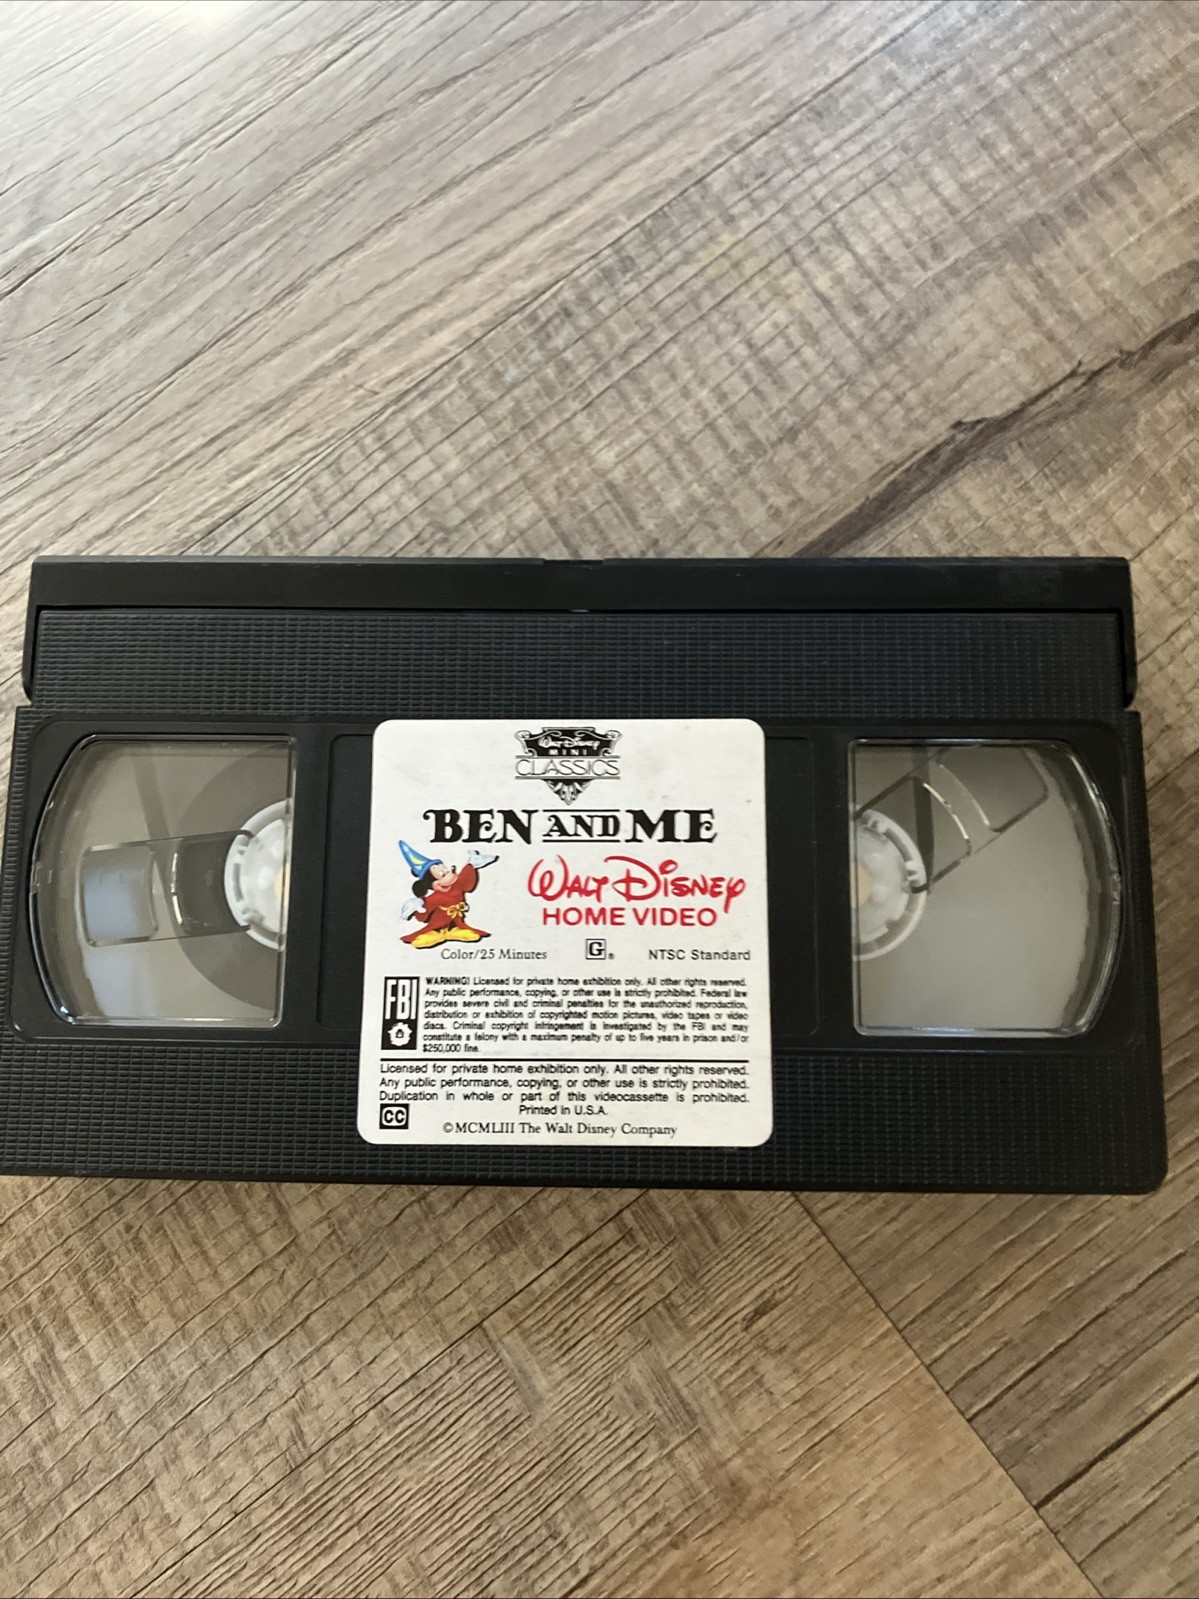 WALT DISNEY
MINI
CLASSICS
BEN AND ME
WALT DISNEY
HOME VIDEO
Color/25 Minutes G ® NTSC Standard
FBI
WARNING! Licensed for private home exhibition only. All other rights reserved.
Any public performance, copying, or other use is strictly prohibited. Federal law
provides severe civil and criminal penalties for the unauthorized reproduction,
distribution or exhibition of copyrighted motion pictures, video tapes or video
discs. Criminal copyright infringement is investigated by the FBI and may
constitute a felony with a maximum penalty of up to five years in prison and/or
$250,000 fine.
Licensed for private home exhibition only. All other rights reserved.
Any public performance, copying, or other use is strictly prohibited.
Duplication in whole or part of this videocassette is prohibited.
Printed in U.S.A.
CC
©MCMLIII The Walt Disney Company